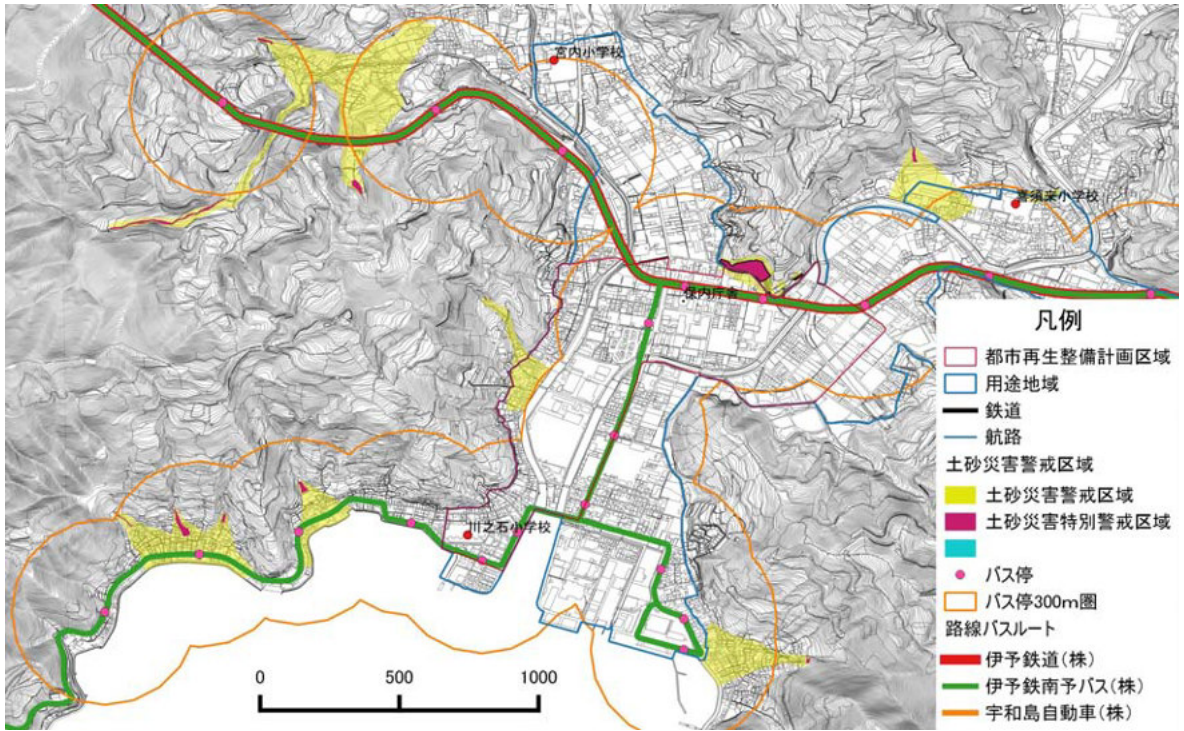 宮内小学校
喜須来小学校
保内庁舎
川之石小学校
凡例
都市再生整備計画区域
用途地域
鉄道
航路
土砂災害警戒区域
土砂災害警戒区域
土砂災害特別警戒区域
バス停
バス停300m圏
路線バスルート
伊予鉄道(株)
伊予鉄南予バス(株)
宇和島自動車(株)
0 500 1000